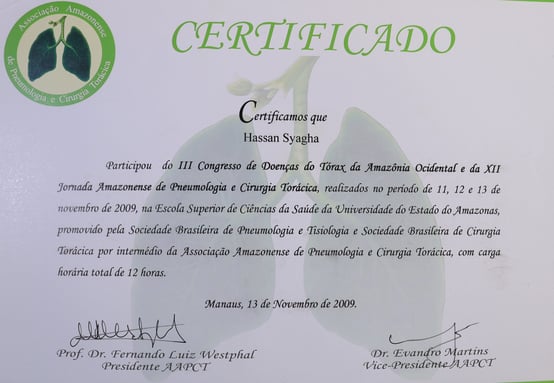 Associação Amazonense
de Pneumologia e Cirurgia Torácica
CERTIFICADO
Certificamos que
Hassan Syagha
Participou do III Congresso de Doenças do Tórax da Amazônia Ocidental e da XII
Jornada Amazonense de Pneumologia e Cirurgia Torácica, realizados no período de 11, 12 e 13 de
novembro de 2009, na Escola Superior de Ciências da Saúde da Universidade do Estado do Amazonas,
promovido pela Sociedade Brasileira de Pneumologia e Tisiologia e Sociedade Brasileira de Cirurgia
Torácica por intermédio da Associação Amazonense de Pneumologia e Cirurgia Torácica, com carga
horária total de 12 horas.
Manaus, 13 de Novembro de 2009.
Prof. Dr. Fernando Luiz Westphal
Presidente AAPCT
Dr. Evandro Martins
Vice-Presidente AAPCT